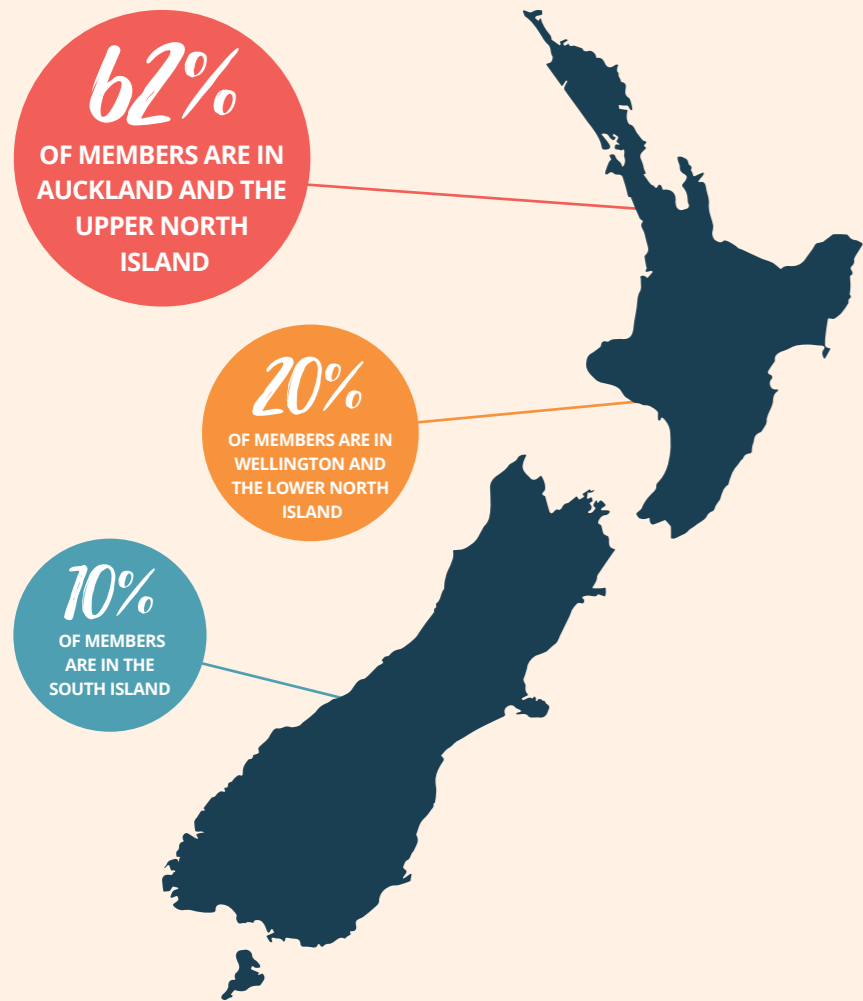 62%
OF MEMBERS ARE IN
AUCKLAND AND THE
UPPER NORTH
ISLAND
20%
OF MEMBERS ARE IN
WELLINGTON AND
THE LOWER NORTH
ISLAND
10%
OF MEMBERS
ARE IN THE
SOUTH ISLAND